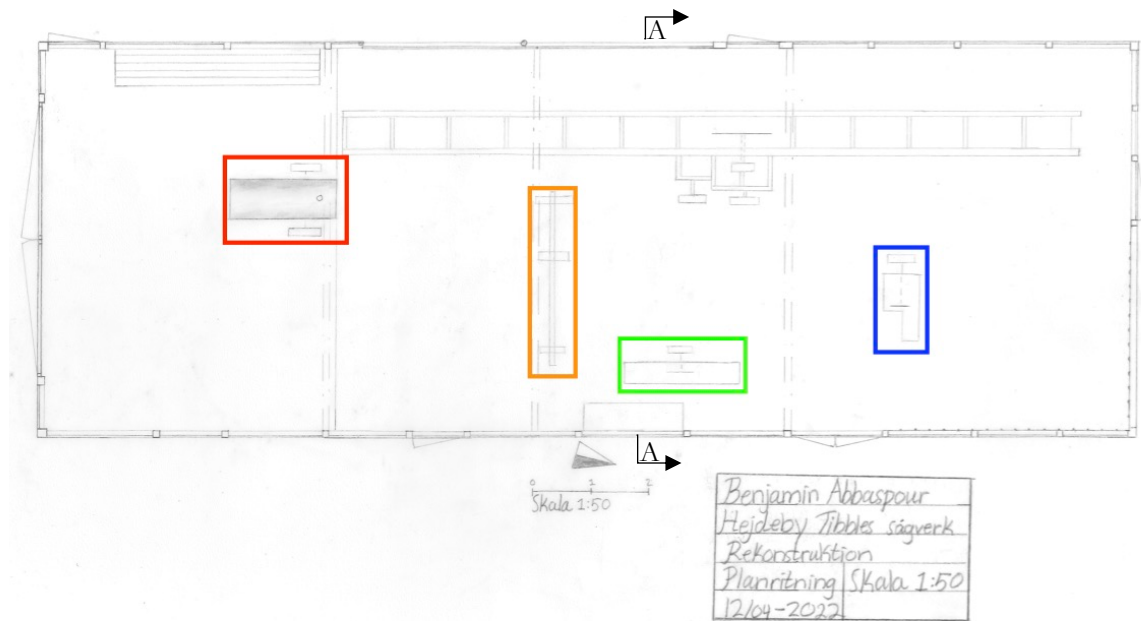 A
A
0 1 2
Skala 1:50
Benjamin Abbaspour
Hejdeby Tibbles sågverk
Rekonstruktion
Planritning Skala 1:50
12/04-2022